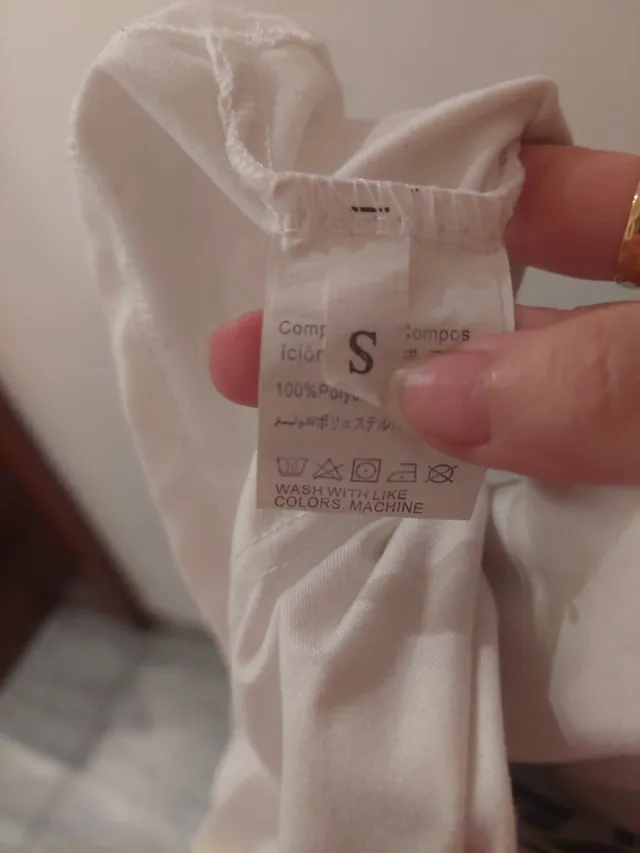 S
Comp
Compos
ición
100%Polye
ポリエステル
WASH WITH LIKE
COLORS. MACHINE